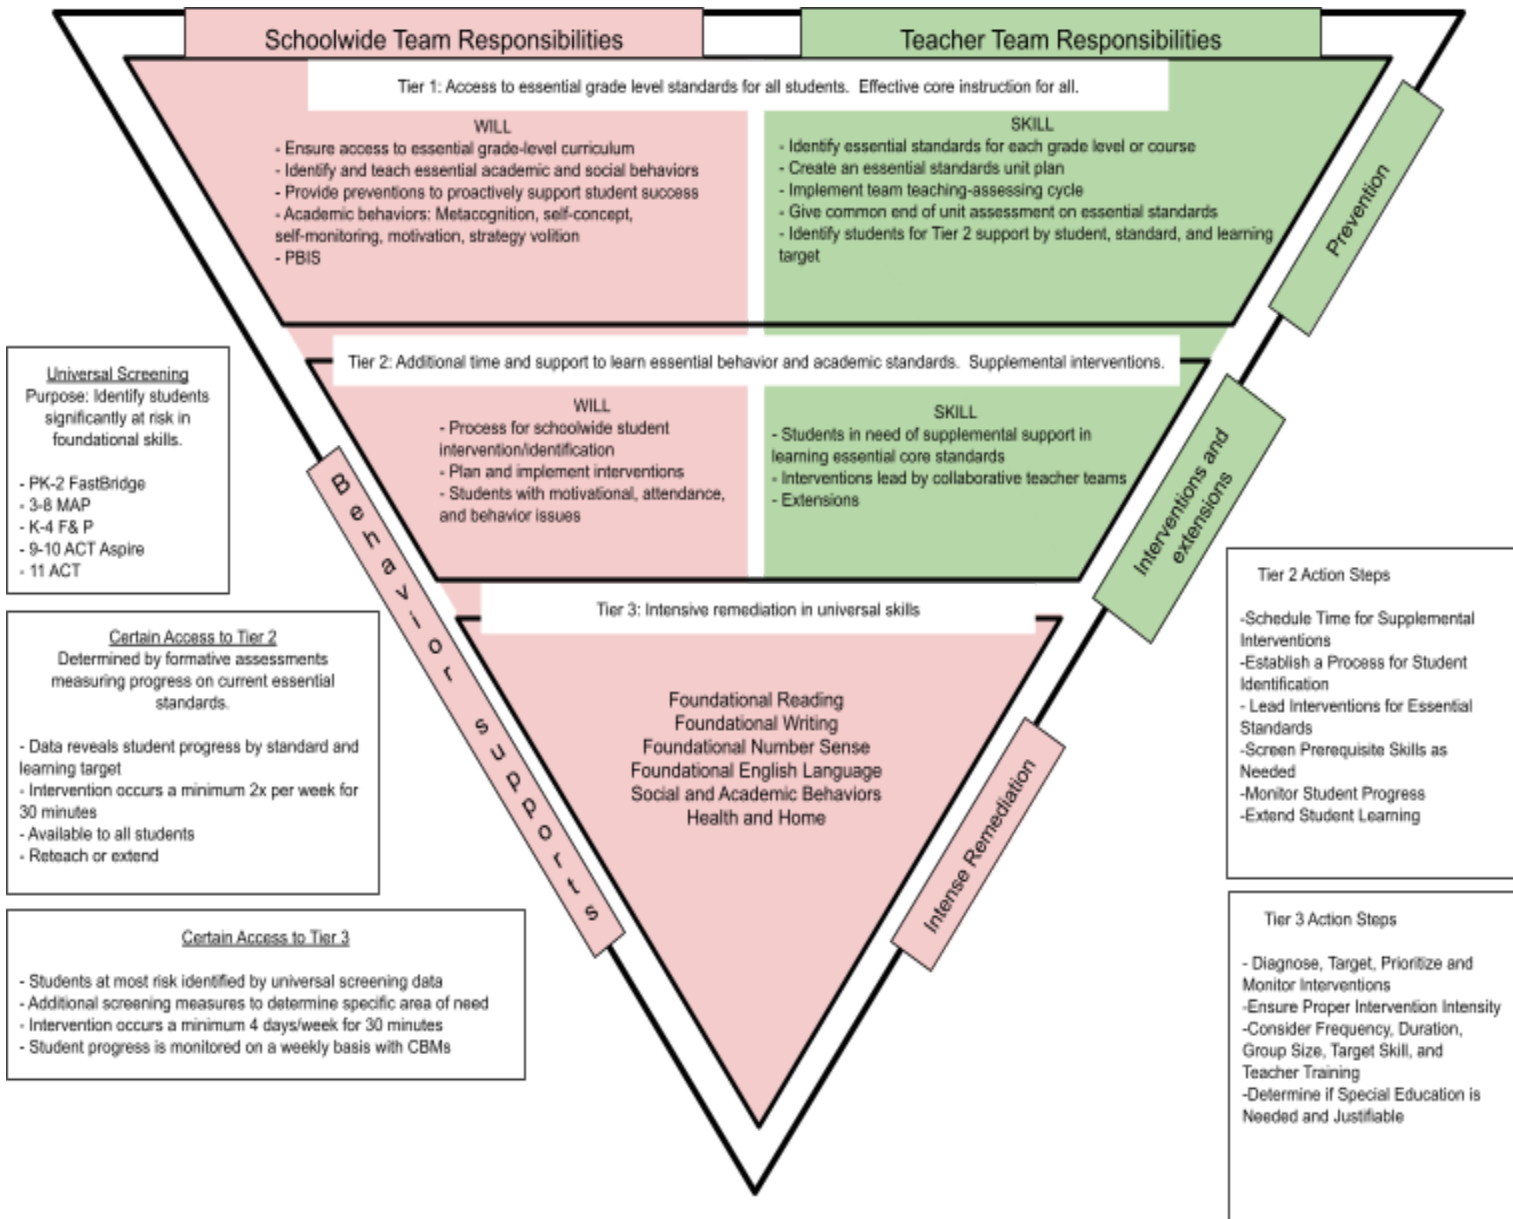 Schoolwide Team Responsibilities
Teacher Team Responsibilities
Tier 1: Access to essential grade level standards for all students.  Effective core instruction for all.
WILL
- Ensure access to essential grade-level curriculum
- Identify and teach essential academic and social behaviors
- Provide preventions to proactively support student success
- Academic behaviors: Metacognition, self-concept,
self-monitoring, motivation, strategy volition
- PBIS
SKILL
- Identify essential standards for each grade level or course
- Create an essential standards unit plan
- Implement team teaching-assessing cycle
- Give common end of unit assessment on essential standards
- Identify students for Tier 2 support by student, standard, and learning
target
Prevention
Tier 2: Additional time and support to learn essential behavior and academic standards.  Supplemental interventions.
WILL
- Process for schoolwide student
intervention/identification
- Plan and implement interventions
- Students with motivational, attendance,
and behavior issues
SKILL
- Students in need of supplemental support in
learning essential core standards
- Interventions lead by collaborative teacher teams
- Extensions
Interventions and
extensions
Behavior supports
Tier 3: Intensive remediation in universal skills
Foundational Reading
Foundational Writing
Foundational Number Sense
Foundational English Language
Social and Academic Behaviors
Health and Home
Intense Remediation
Universal Screening
Purpose: Identify students
significantly at risk in
foundational skills.
- PK-2 FastBridge
- 3-8 MAP
- K-4 F& P
- 9-10 ACT Aspire
- 11 ACT
Certain Access to Tier 2
Determined by formative assessments
measuring progress on current essential
standards.
- Data reveals student progress by standard and
learning target
- Intervention occurs a minimum 2x per week for
30 minutes
- Available to all students
- Reteach or extend
Certain Access to Tier 3
- Students at most risk identified by universal screening data
- Additional screening measures to determine specific area of need
- Intervention occurs a minimum 4 days/week for 30 minutes
- Student progress is monitored on a weekly basis with CBMs
Tier 2 Action Steps
-Schedule Time for Supplemental
Interventions
-Establish a Process for Student
Identification
- Lead Interventions for Essential
Standards
-Screen Prerequisite Skills as
Needed
-Monitor Student Progress
-Extend Student Learning
Tier 3 Action Steps
- Diagnose, Target, Prioritize and
Monitor Interventions
-Ensure Proper Intervention Intensity
-Consider Frequency, Duration,
Group Size, Target Skill, and
Teacher Training
-Determine if Special Education is
Needed and Justifiable